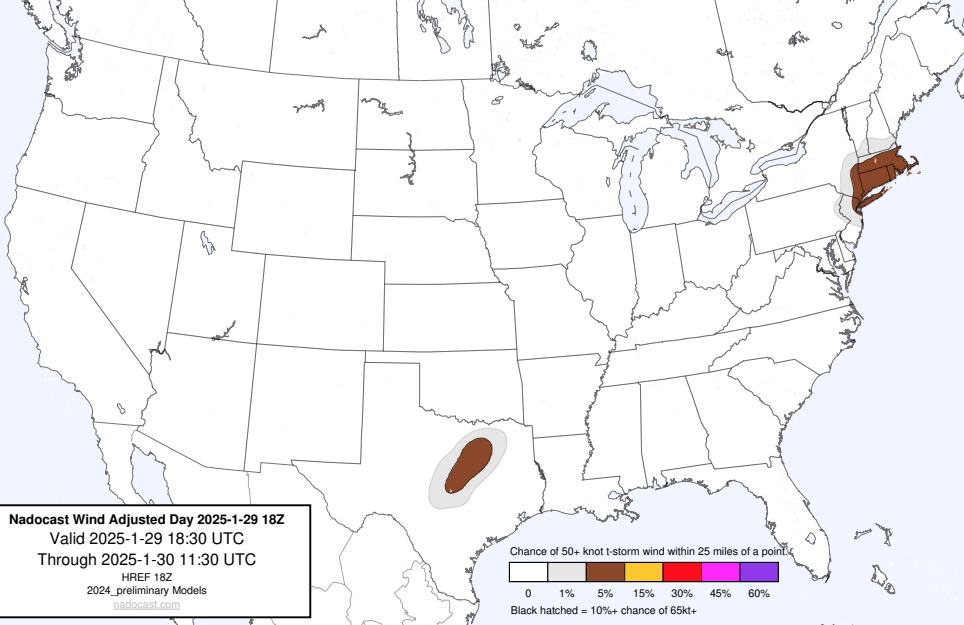 Nadocast Wind Adjusted Day 2025-1-29 18Z
Valid 2025-1-29 18:30 UTC
Through 2025-1-30 11:30 UTC
HREF 18Z
2024_preliminary Models
nadocast.com
Chance of 50+ knot t-storm wind within 25 miles of a point.
0 1% 5% 15% 30% 45% 60%
Black hatched = 10%+ chance of 65kt+